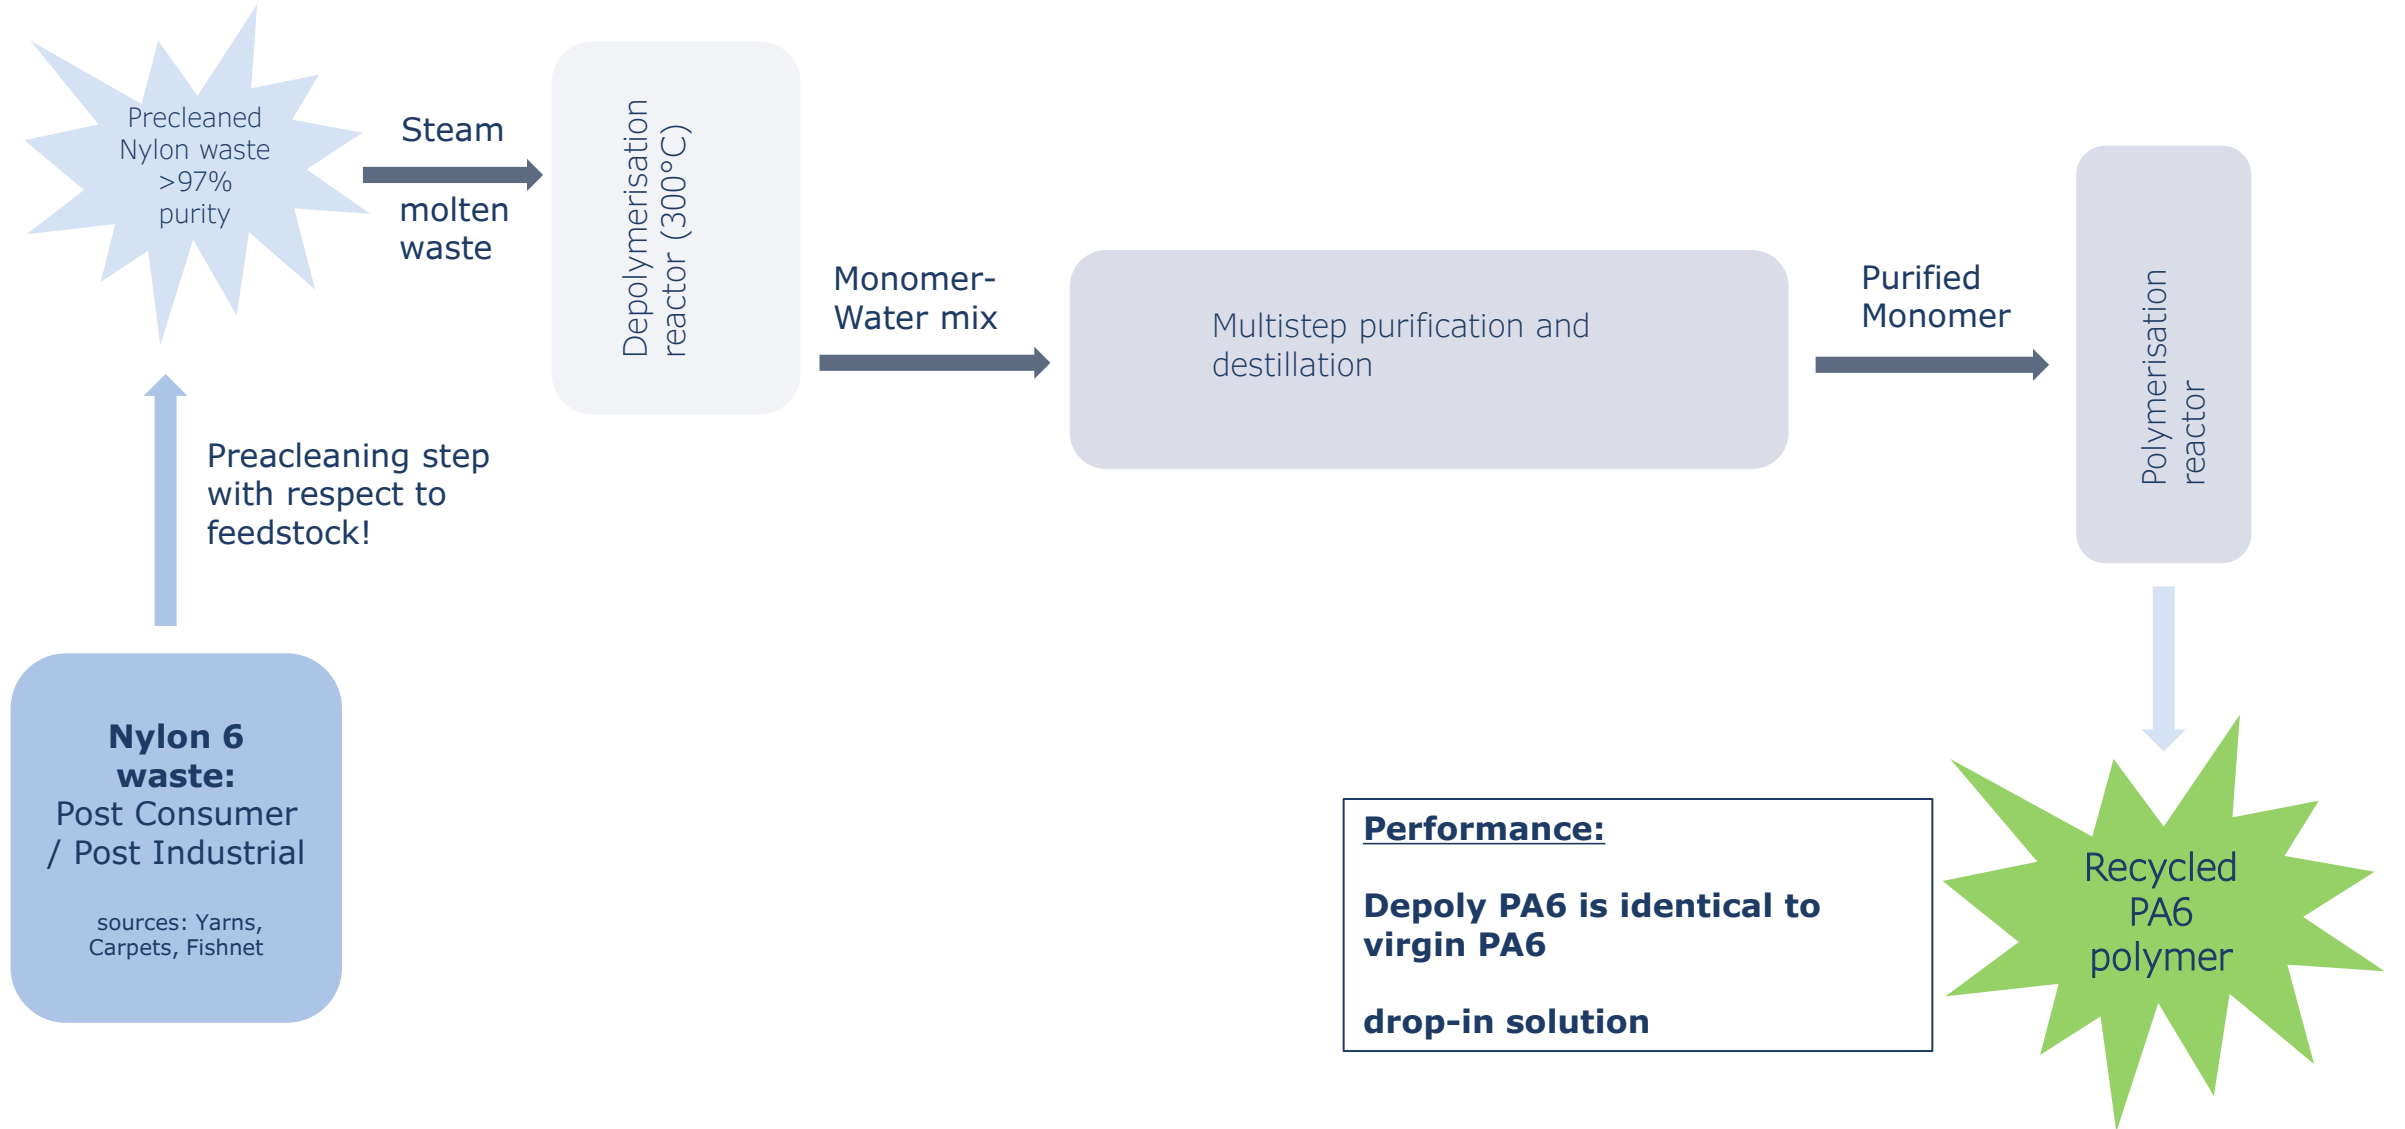 Precleaned
Nylon waste
>97%
purity
Steam
molten
waste
Depolymerisation
reactor (300°C)
Monomer-
Water mix
Multistep purification and
destillation
Purified
Monomer
Polymerisation
reactor
Preacleaning step
with respect to
feedstock!
Nylon 6
waste:
Post Consumer
/ Post Industrial
sources: Yarns,
Carpets, Fishnet
Performance:
Depoly PA6 is identical to
virgin PA6
drop-in solution
Recycled
PA6
polymer